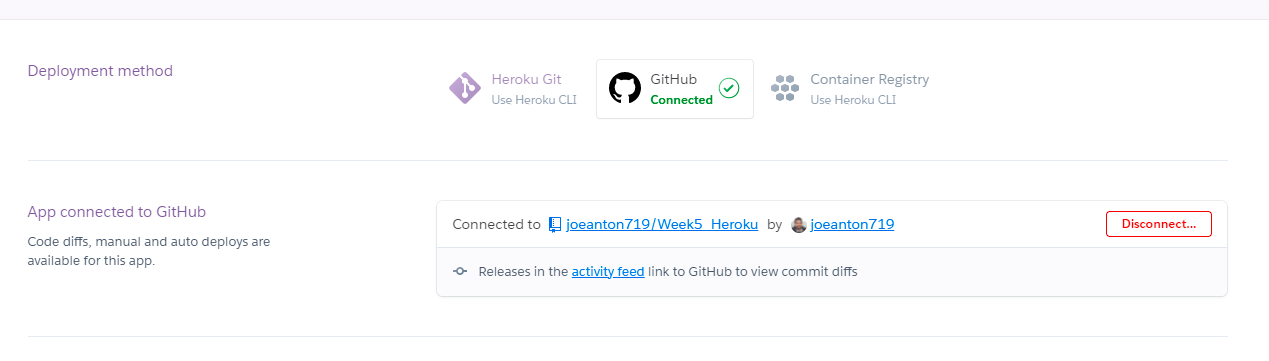 Deployment method
Heroku Git
Use Heroku CLI
GitHub
Connected
Container Registry
Use Heroku CLI
App connected to GitHub
Code diffs, manual and auto deploys are
available for this app.
Connected to joeanton719/Week5_Heroku by joeanton719
Disconnect...
Releases in the activity feed link to GitHub to view commit diffs